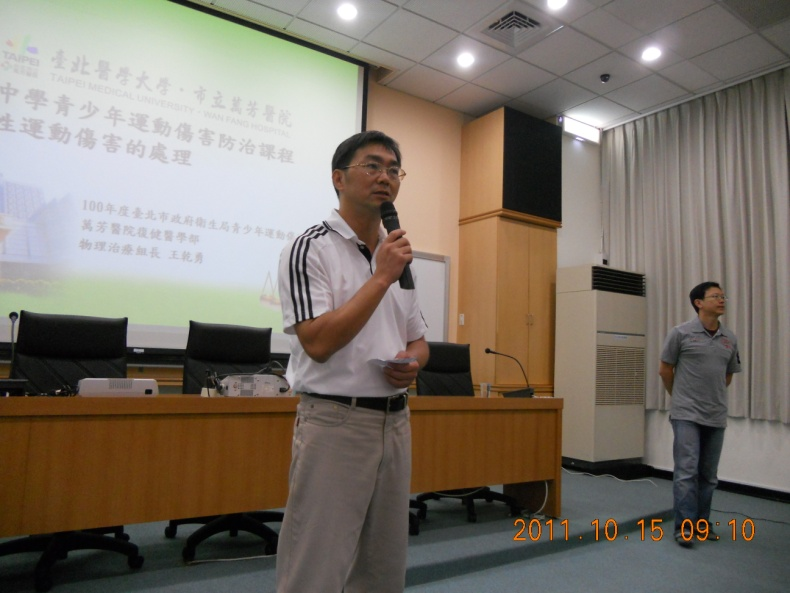 TAIPEI
臺北醫學大學・市立萬芳醫院
TAIPEI MEDICAL UNIVERSITY - WAN FANG HOSPITAL
中學青少年運動傷害防治課程
性運動傷害的處理
100年度臺北市政府衛生局青少年運動
萬芳醫院復健醫學部
物理治療組長 王乾勇
2011.10.15 09:10